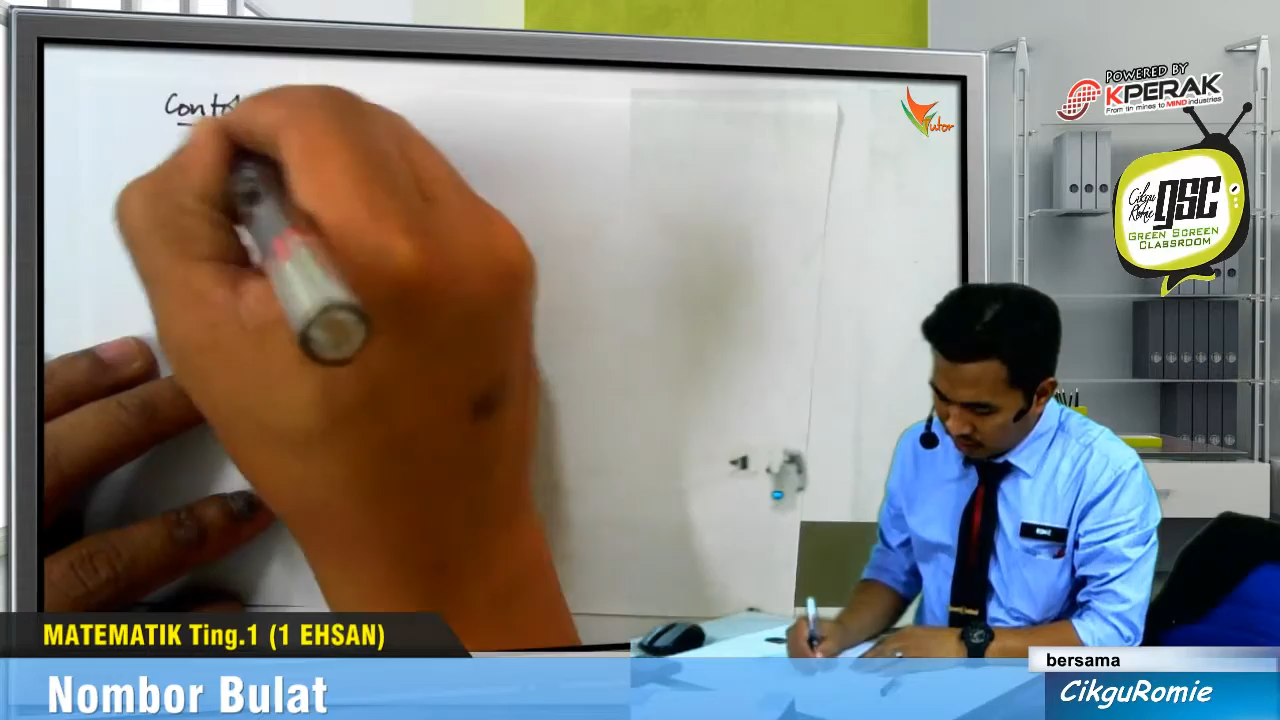 Conto
POWERED BY
KPERAK
From tin mines to MIND industries
Tutor
Cikgu
Romie GSC
GREEN SCREEN
CLASSROOM
MATEMATIK Ting.1 (1 EHSAN)
bersama
Nombor Bulat
CikguRomie